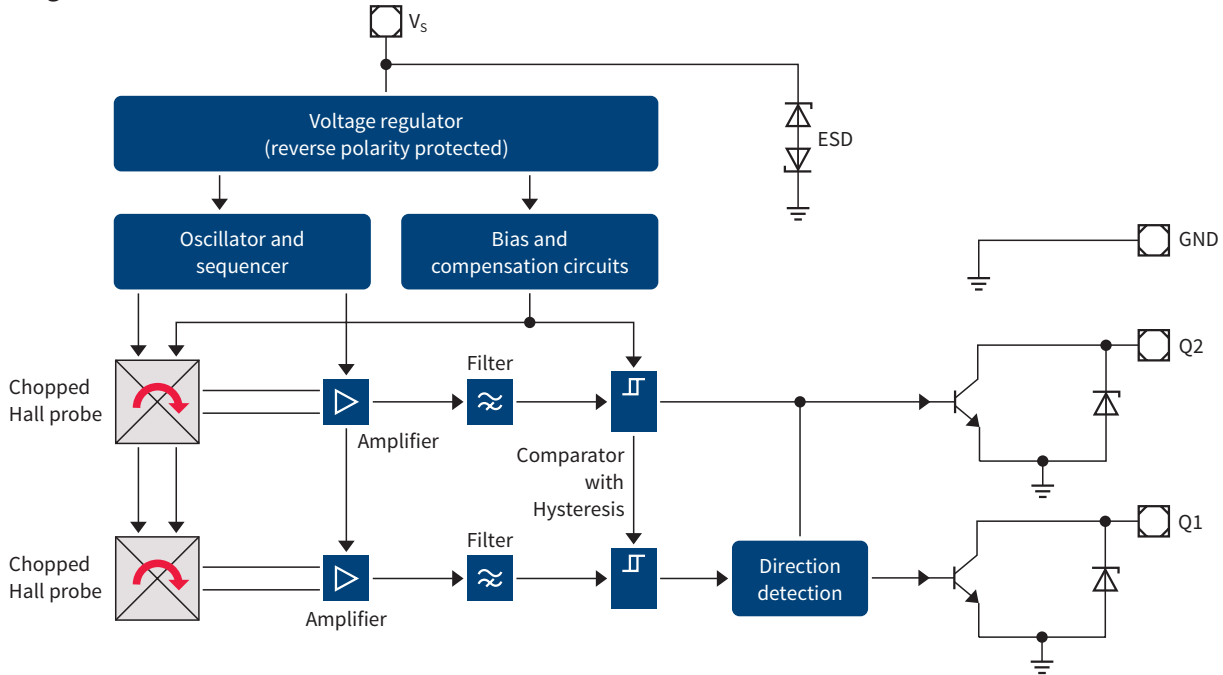 V_S
Voltage regulator
(reverse polarity protected)
ESD
Oscillator and
sequencer
Bias and
compensation circuits
GND
Q2
Chopped
Hall probe
Filter
Amplifier
Comparator
with
Hysteresis
Q1
Chopped
Hall probe
Filter
Amplifier
Direction
detection